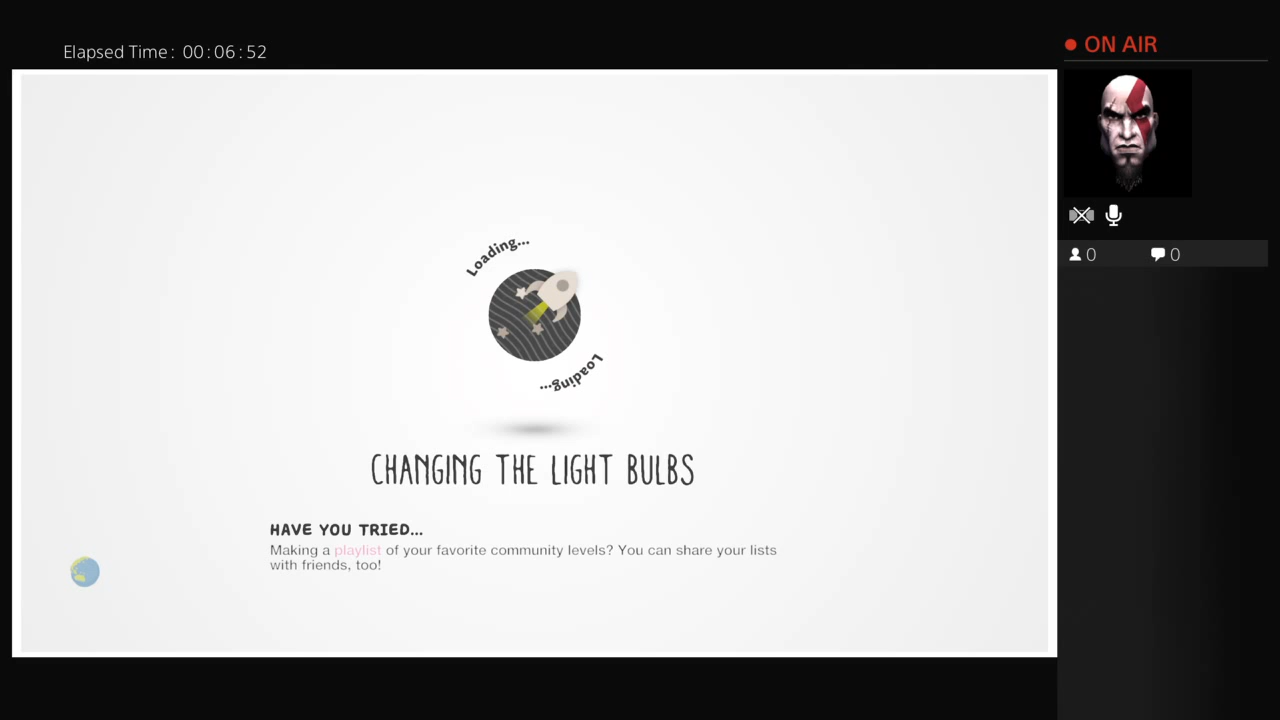 Elapsed Time: 00:06:52
ON AIR
0
0
Loading...
Loading...
CHANGING THE LIGHT BULBS
HAVE YOU TRIED...
Making a playlist of your favorite community levels? You can share your lists
with friends, too!